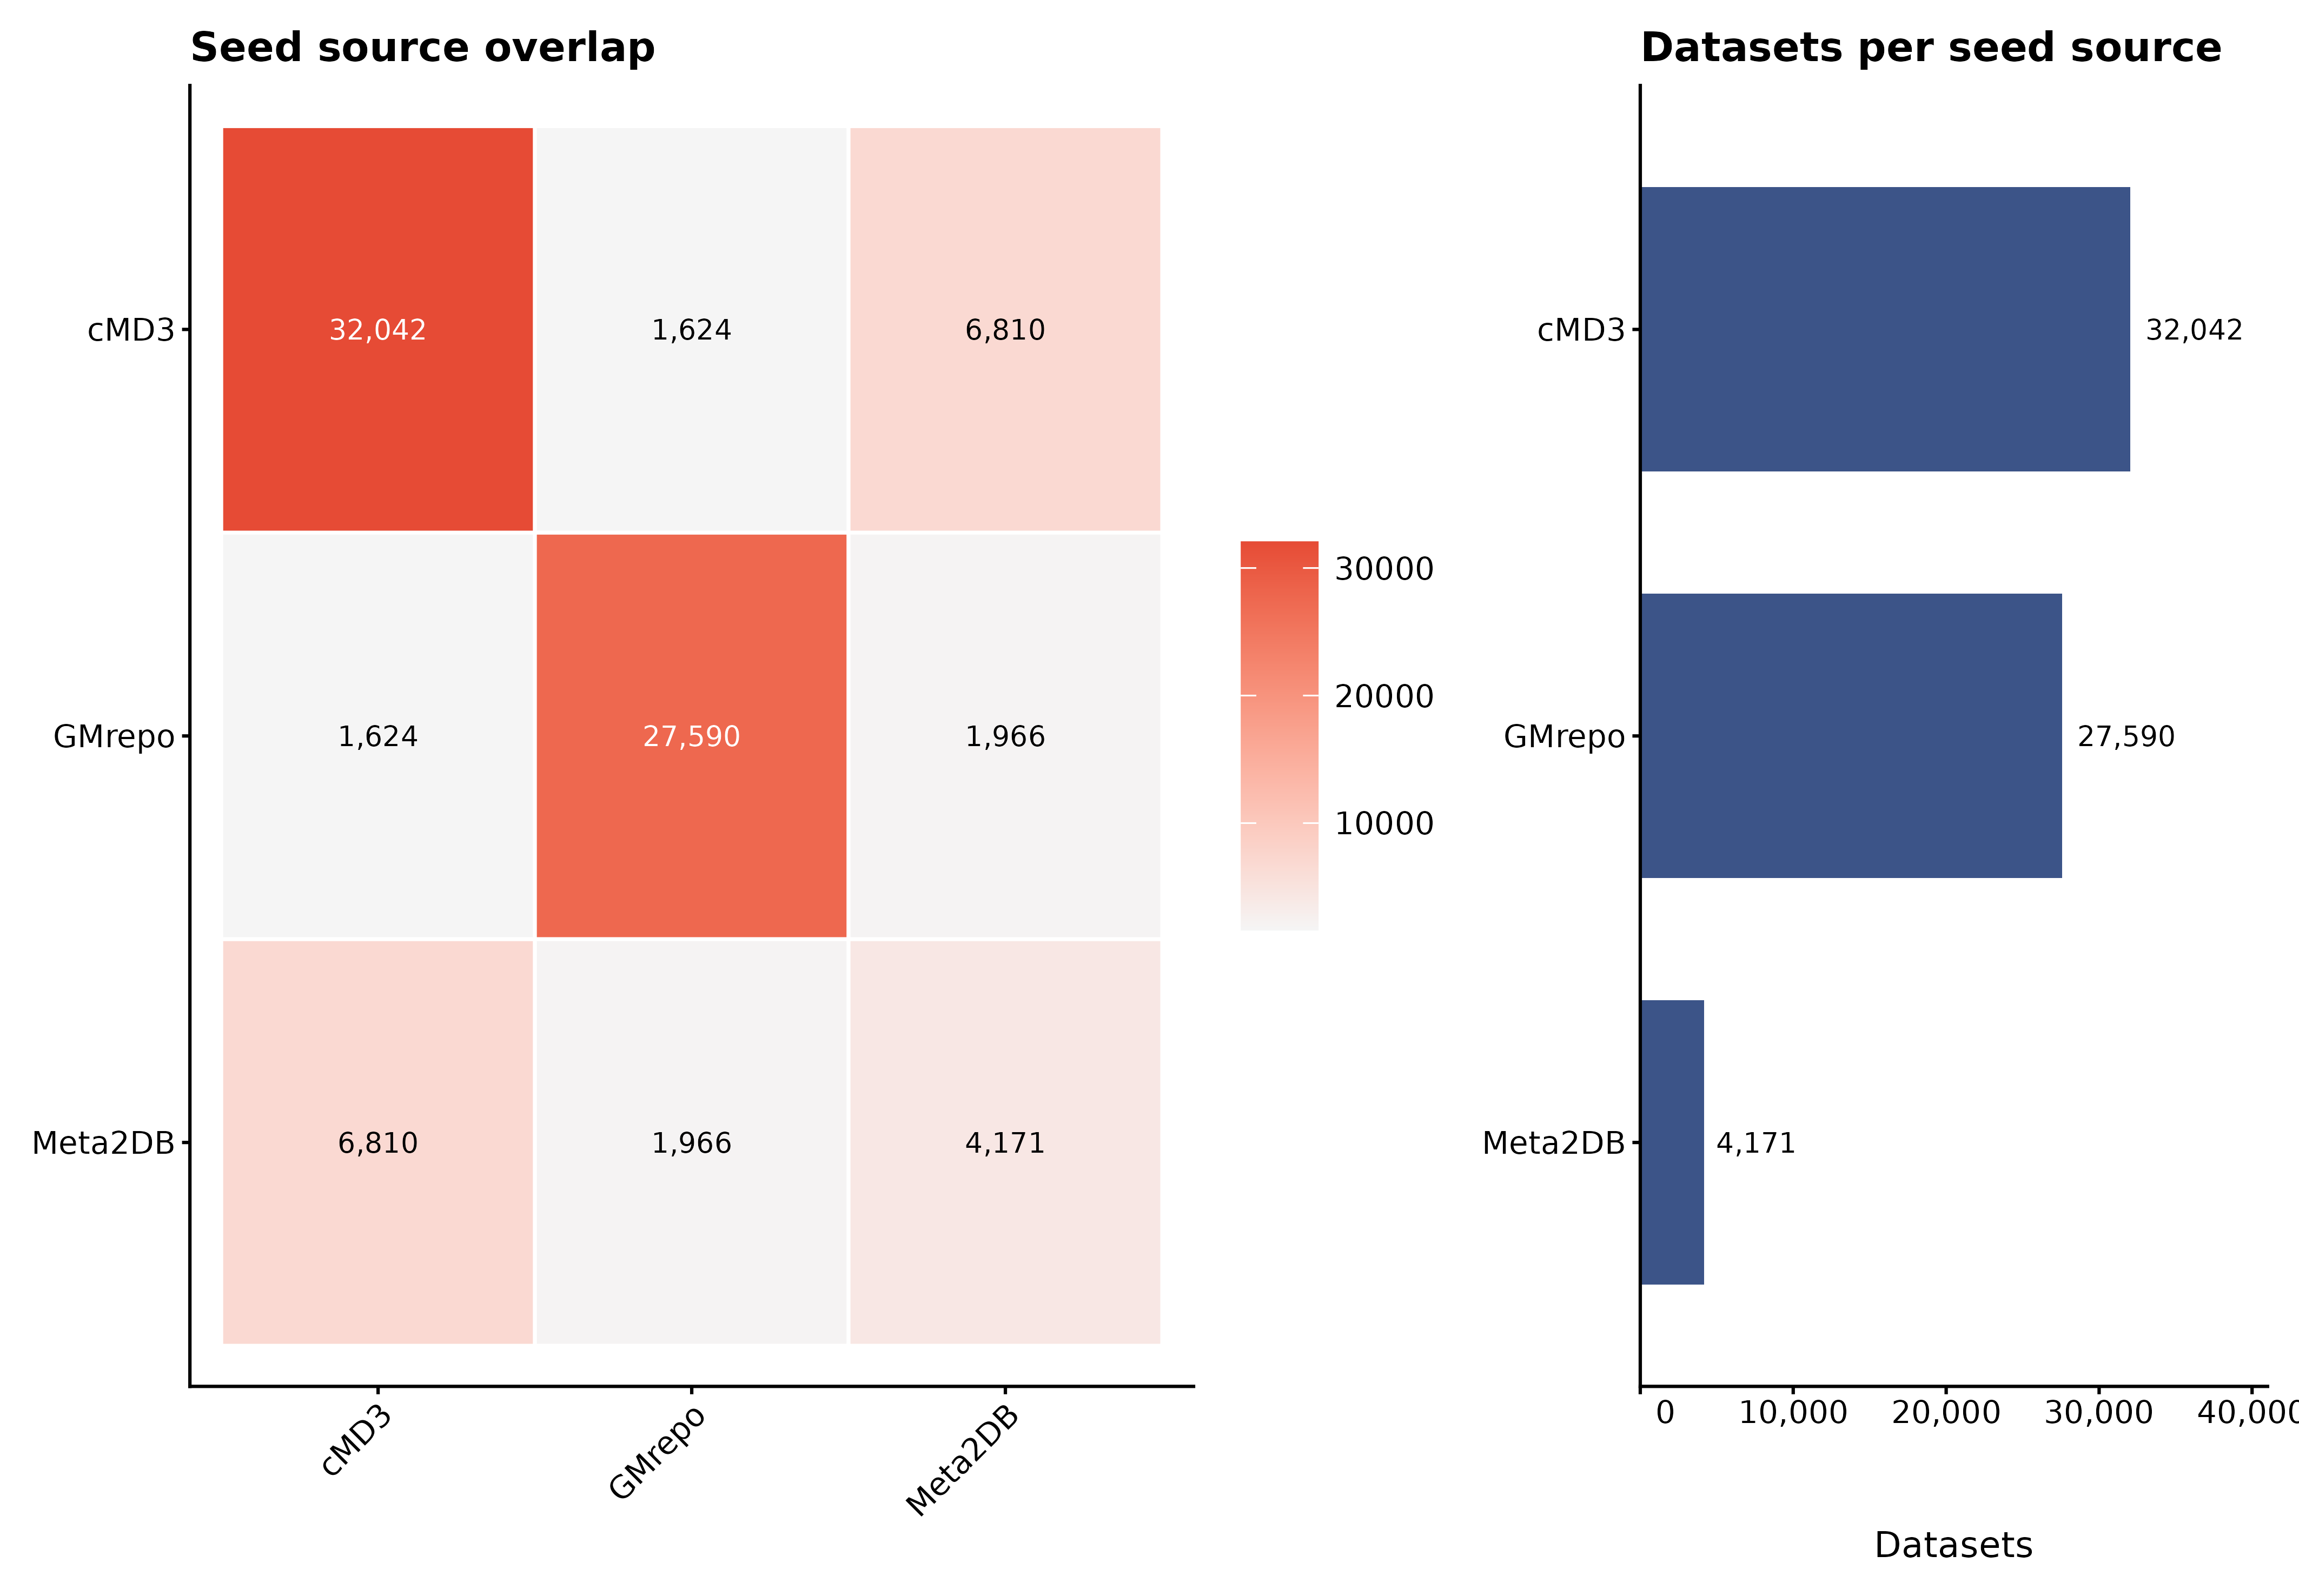 Seed source overlap
cMD3
32,042
1,624
6,810
GMrepo
1,624
27,590
1,966
Meta2DB
6,810
1,966
4,171
cMD3
GMrepo
Meta2DB
30000
20000
10000
Datasets per seed source
cMD3
32,042
GMrepo
27,590
Meta2DB
4,171
0 10,000 20,000 30,000 40,000
Datasets